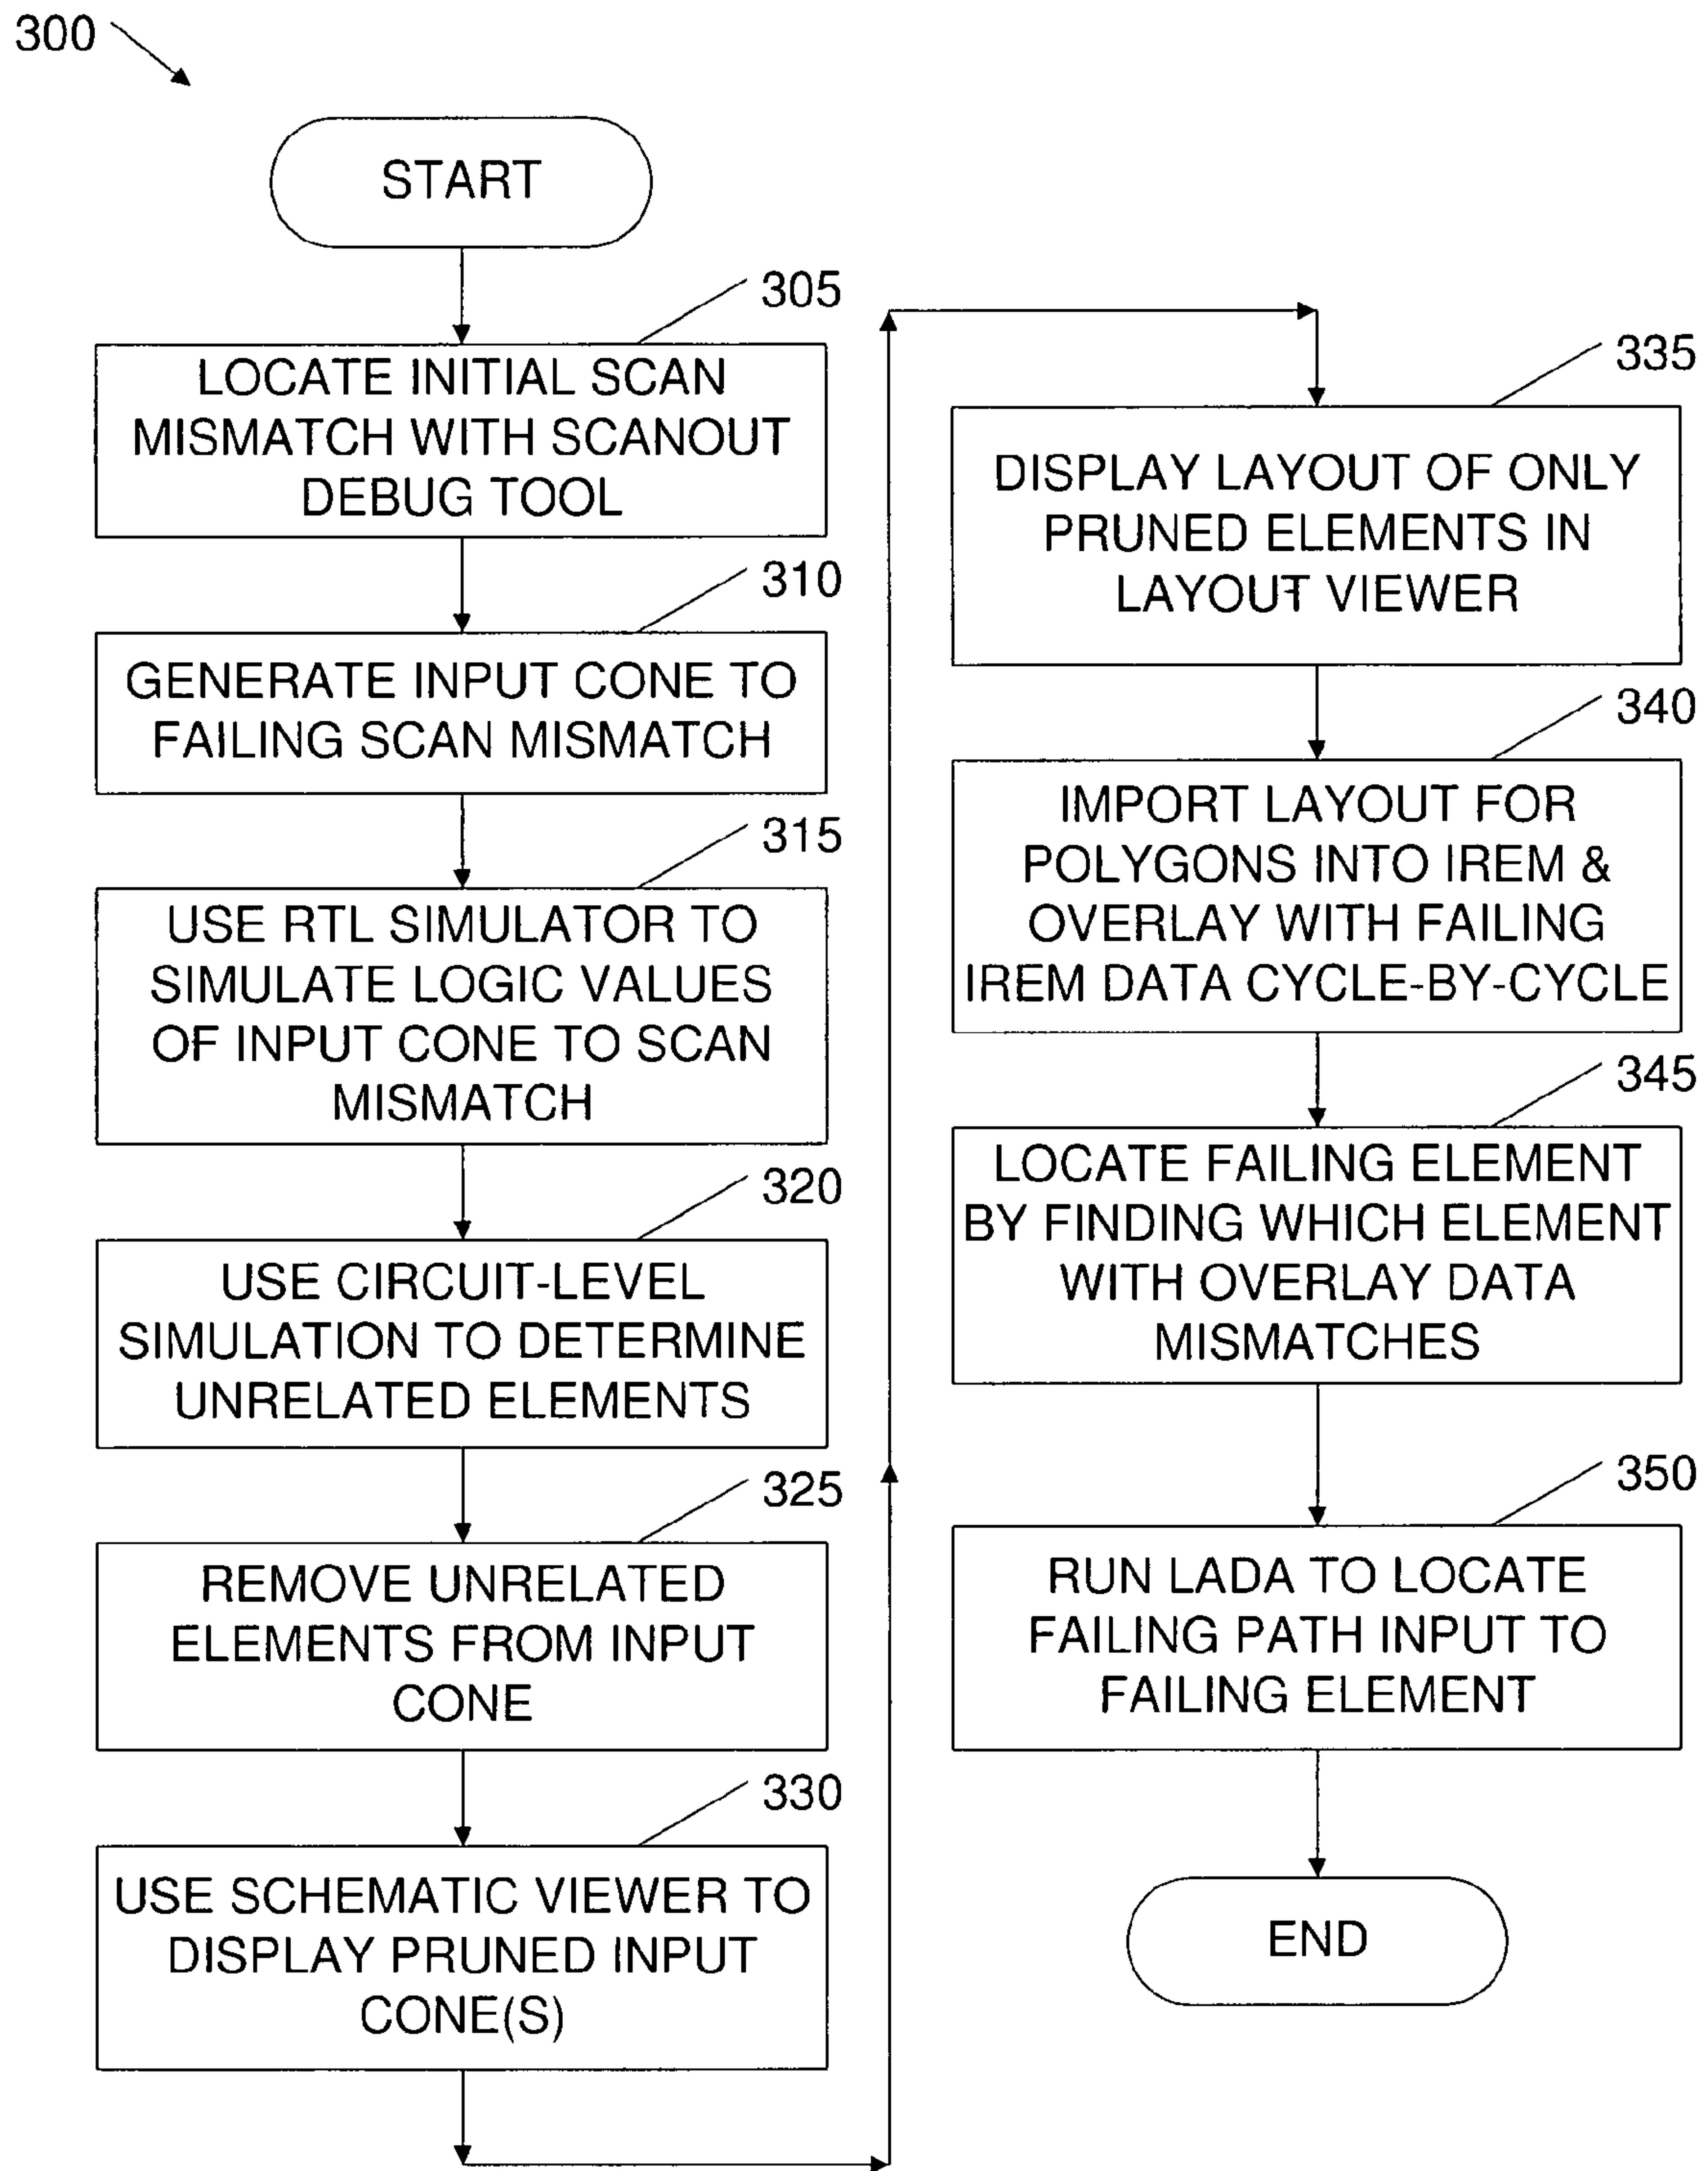 300
START
305
LOCATE INITIAL SCAN
MISMATCH WITH SCANOUT
DEBUG TOOL
310
GENERATE INPUT CONE TO
FAILING SCAN MISMATCH
315
USE RTL SIMULATOR TO
SIMULATE LOGIC VALUES
OF INPUT CONE TO SCAN
MISMATCH
320
USE CIRCUIT-LEVEL
SIMULATION TO DETERMINE
UNRELATED ELEMENTS
325
REMOVE UNRELATED
ELEMENTS FROM INPUT
CONE
330
USE SCHEMATIC VIEWER TO
DISPLAY PRUNED INPUT
CONE(S)
335
DISPLAY LAYOUT OF ONLY
PRUNED ELEMENTS IN
LAYOUT VIEWER
340
IMPORT LAYOUT FOR
POLYGONS INTO IREM &
OVERLAY WITH FAILING
IREM DATA CYCLE-BY-CYCLE
345
LOCATE FAILING ELEMENT
BY FINDING WHICH ELEMENT
WITH OVERLAY DATA
MISMATCHES
350
RUN LADA TO LOCATE
FAILING PATH INPUT TO
FAILING ELEMENT
END